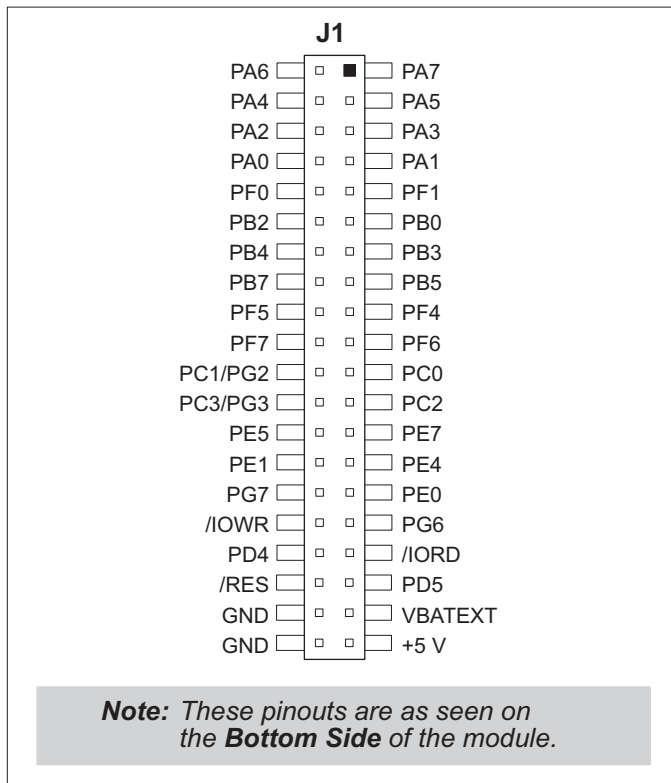 J1
PA6 PA7
PA4 PA5
PA2 PA3
PA0 PA1
PF0 PF1
PB2 PB0
PB4 PB3
PB7 PB5
PF5 PF4
PF7 PF6
PC1/PG2 PC0
PC3/PG3 PC2
PE5 PE7
PE1 PE4
PG7 PE0
/IOWR PG6
PD4 /IORD
/RES PD5
GND VBATEXT
GND +5 V
Note: These pinouts are as seen on
the Bottom Side of the module.